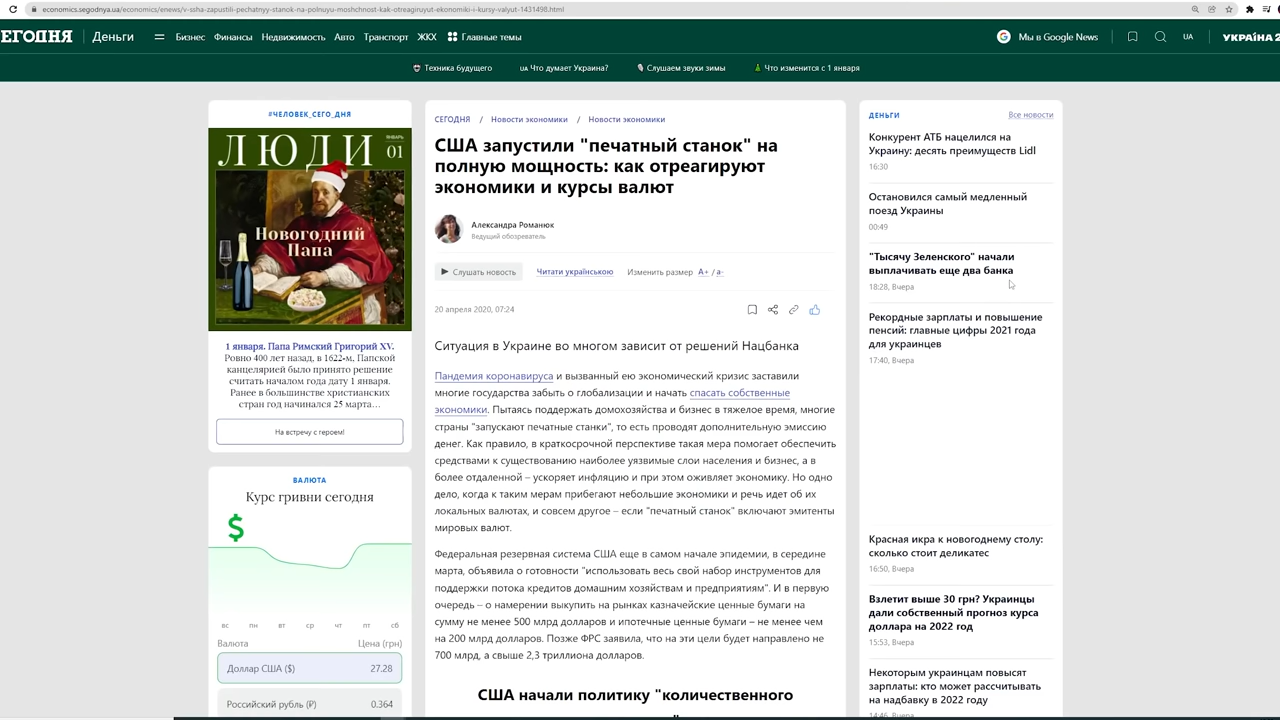 economics.segodnya.ua/economics/enews/v-ssha-zapustili-pechatnyy-stanok-na-polnuyu-moshchnost-kak-otreagiruyut-ekonomiki-i-kursy-valyut-1431498.html
ЕГОДНЯ
Деньги
Бизнес Финансы Недвижимость Авто Транспорт ЖКХ Главные темы
Мы в Google News
UA
УКРАЇНА 2
Техника будущего
UA Что думает Украина?
Слушаем звуки зимы
Что изменится с 1 января
#ЧЕЛОВЕК_СЕГО_ДНЯ
ЛЮДИ
ЯНВАРЬ
01
Новогодний
Папа
1 января. Папа Римский Григорий XV.
Ровно 400 лет назад, в 1622-м, Папской
канцелярией было принято решение
считать началом года дату 1 января.
Ранее в большинстве христианских
стран год начинался 25 марта...
На встречу с героем!
ВАЛЮТА
Курс гривни сегодня
$
вс пн вт ср чт пт сб
Валюта Цена (грн)
Доллар США ($) 27.28
Российский рубль (₽) 0.364
СЕГОДНЯ / Новости экономики / Новости экономики
США запустили "печатный станок" на
полную мощность: как отреагируют
экономики и курсы валют
Александра Романюк
Ведущий обозреватель
Слушать новость
Читати українською
Изменить размер A+ / a-
20 апреля 2020, 07:24
Ситуация в Украине во многом зависит от решений Нацбанка
Пандемия коронавируса и вызванный ею экономический кризис заставили
многие государства забыть о глобализации и начать спасать собственные
экономики. Пытаясь поддержать домохозяйства и бизнес в тяжелое время, многие
страны "запускают печатные станки", то есть проводят дополнительную эмиссию
денег. Как правило, в краткосрочной перспективе такая мера помогает обеспечить
средствами к существованию наиболее уязвимые слои населения и бизнес, а в
более отдаленной – ускоряет инфляцию и при этом оживляет экономику. Но одно
дело, когда к таким мерам прибегают небольшие экономики и речь идет об их
локальных валютах, и совсем другое – если "печатный станок" включают эмитенты
мировых валют.
Федеральная резервная система США еще в самом начале эпидемии, в середине
марта, объявила о готовности "использовать весь свой набор инструментов для
поддержки потока кредитов домашним хозяйствам и предприятиям". И в первую
очередь – о намерении выкупить на рынках казначейские ценные бумаги на
сумму не менее 500 млрд долларов и ипотечные ценные бумаги – не менее чем
на 200 млрд долларов. Позже ФРС заявила, что на эти цели будет направлено не
700 млрд, а свыше 2,3 триллиона долларов.
США начали политику "количественного
ДЕНЬГИ
Все новости
Конкурент АТБ нацелился на
Украину: десять преимуществ Lidl
16:30
Остановился самый медленный
поезд Украины
00:49
"Тысячу Зеленского" начали
выплачивать еще два банка
18:28, Вчера
Рекордные зарплаты и повышение
пенсий: главные цифры 2021 года
для украинцев
17:40, Вчера
Красная икра к новогоднему столу:
сколько стоит деликатес
16:50, Вчера
Взлетит выше 30 грн? Украинцы
дали собственный прогноз курса
доллара на 2022 год
15:53, Вчера
Некоторым украинцам повысят
зарплаты: кто может рассчитывать
на надбавку в 2022 году
14:46, Вчера